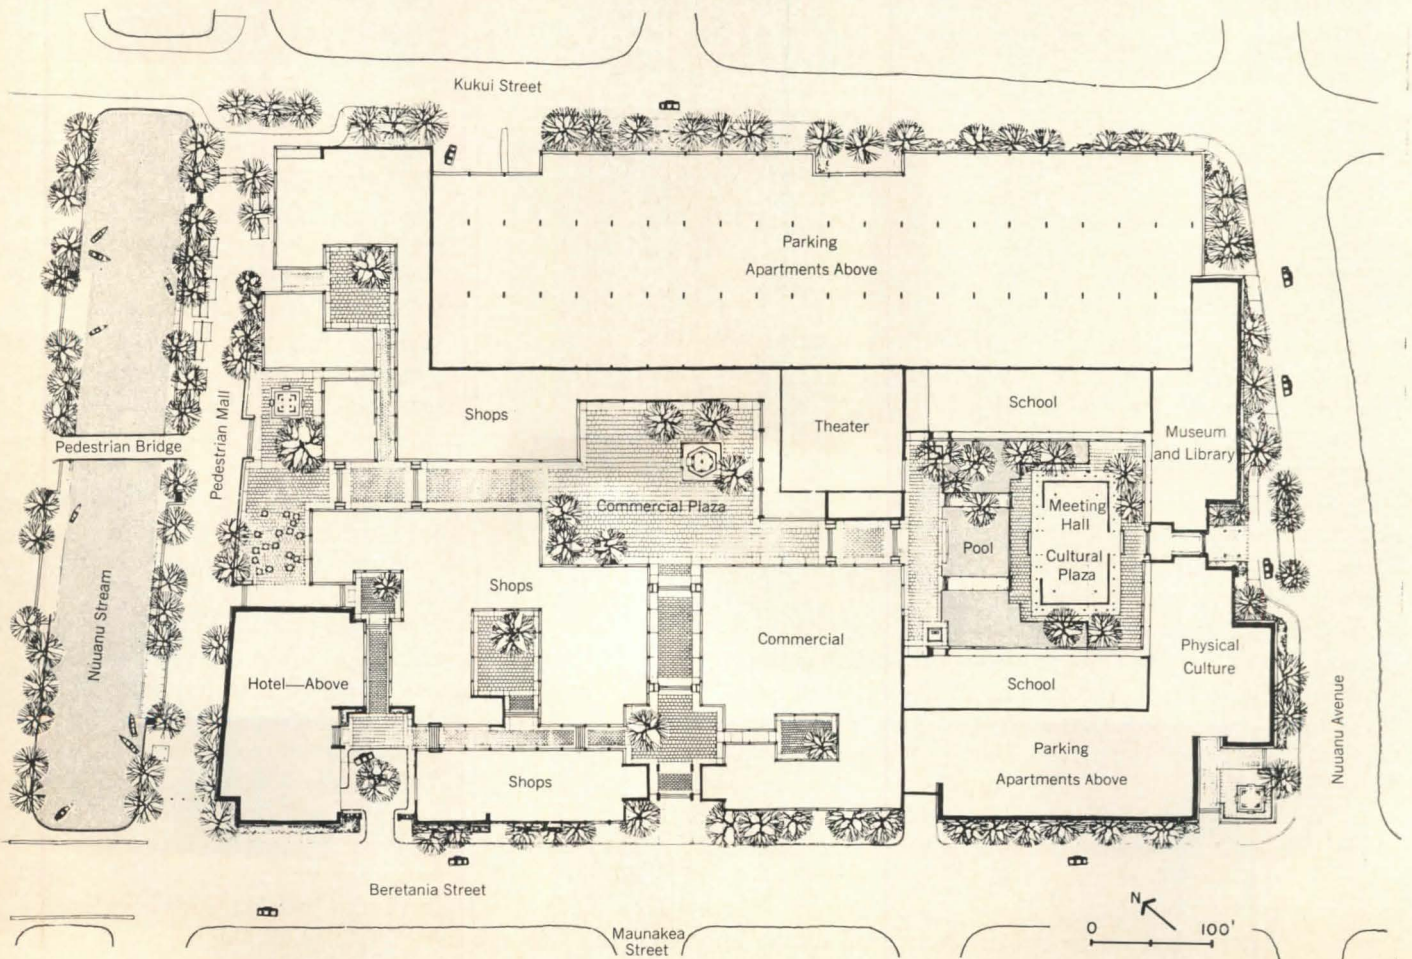 Kukui Street
Parking
Apartments Above
Shops
Theater
School
Museum
and Library
Pedestrian Mall
Pedestrian Bridge
Commercial Plaza
Meeting
Hall
Cultural
Plaza
Pool
Nuuanu Stream
Shops
Commercial
Physical
Culture
Hotel—Above
School
Nuuanu Avenue
Shops
Parking
Apartments Above
Beretania Street
Maunakea
Street
N
0 100'